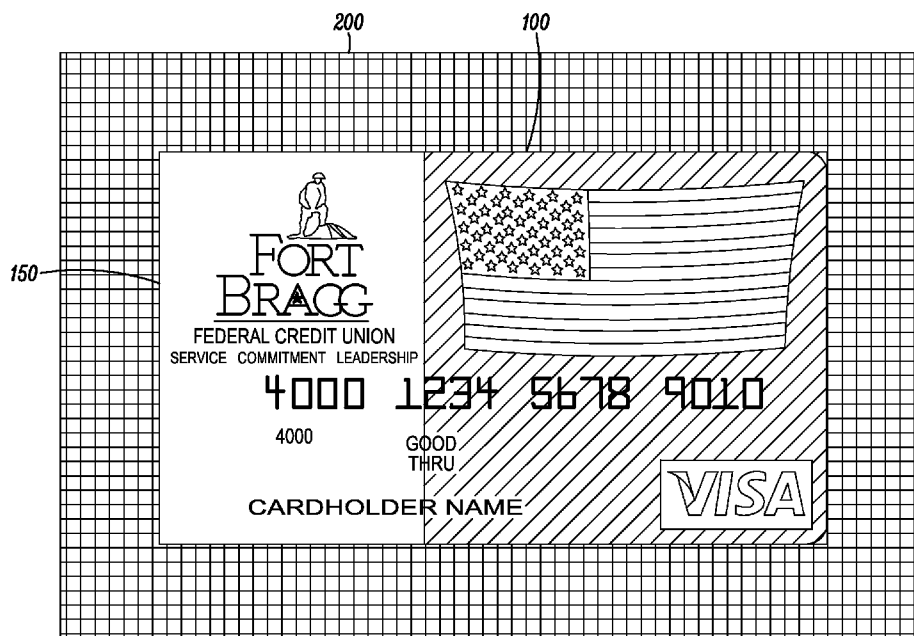 200
100
150
FORT
BRAGG
FEDERAL CREDIT UNION
SERVICE COMMITMENT LEADERSHIP
4000 1234 5678 9010
4000
GOOD
THRU
CARDHOLDER NAME
VISA